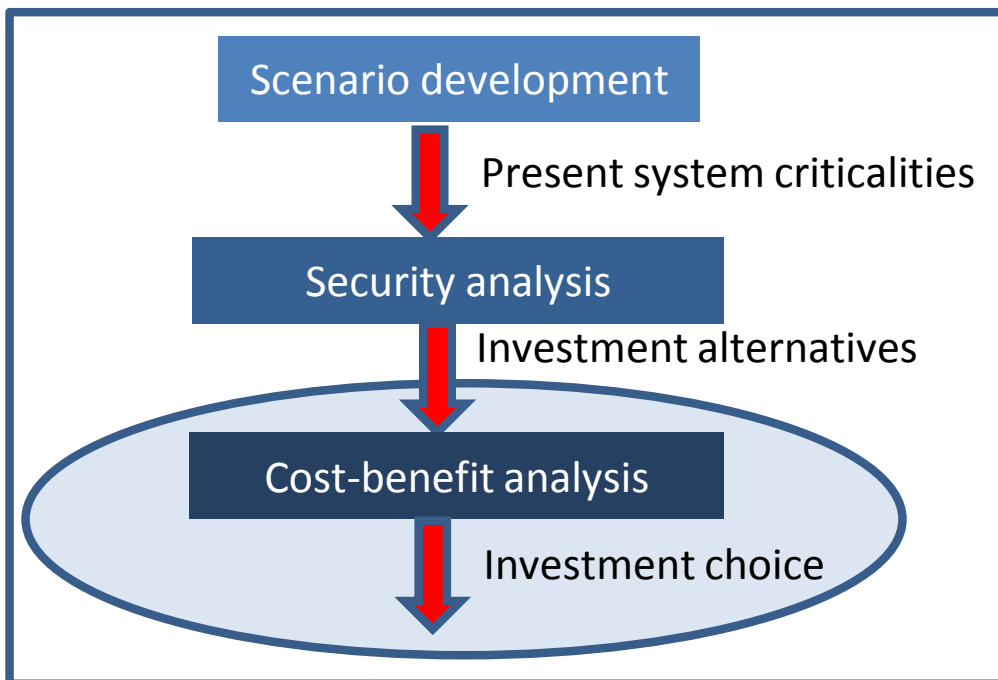 Scenario development
Present system criticalities
Security analysis
Investment alternatives
Cost-benefit analysis
Investment choice